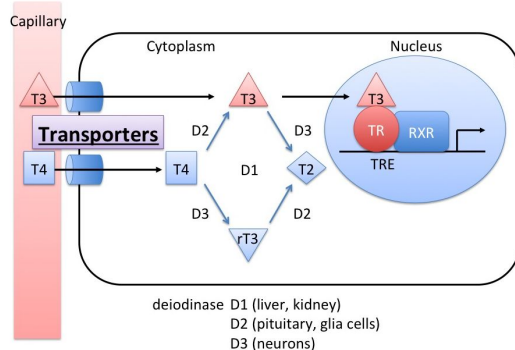 Capillary
Cytoplasm
Nucleus
T3
T3
T3
Transporters
D2
D3
TR
RXR
T4
T4
D1
T2
TRE
D3
D2
rT3
deiodinase D1 (liver, kidney)
D2 (pituitary, glia cells)
D3 (neurons)